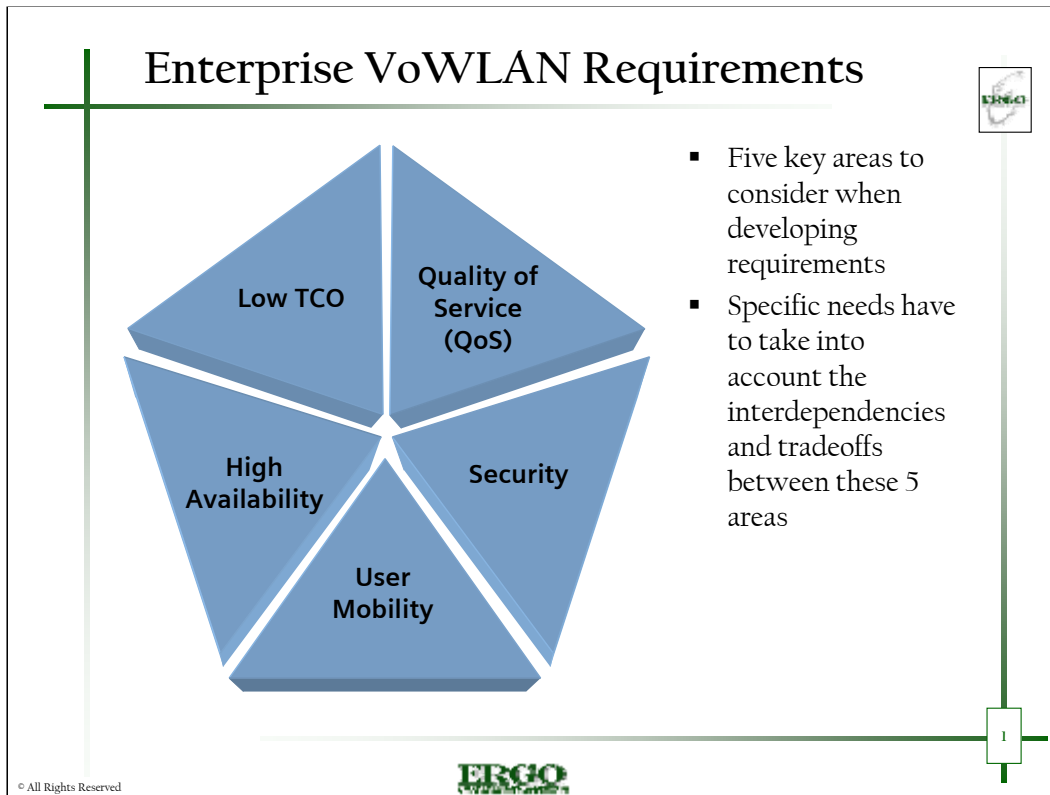 Enterprise VoWLAN Requirements
ERGO
Low TCO
Quality of
Service
(QoS)
High
Availability
Security
User
Mobility
▪ Five key areas to
consider when
developing
requirements
▪ Specific needs have
to take into
account the
interdependencies
and tradeoffs
between these 5
areas
1
© All Rights Reserved
ERGO